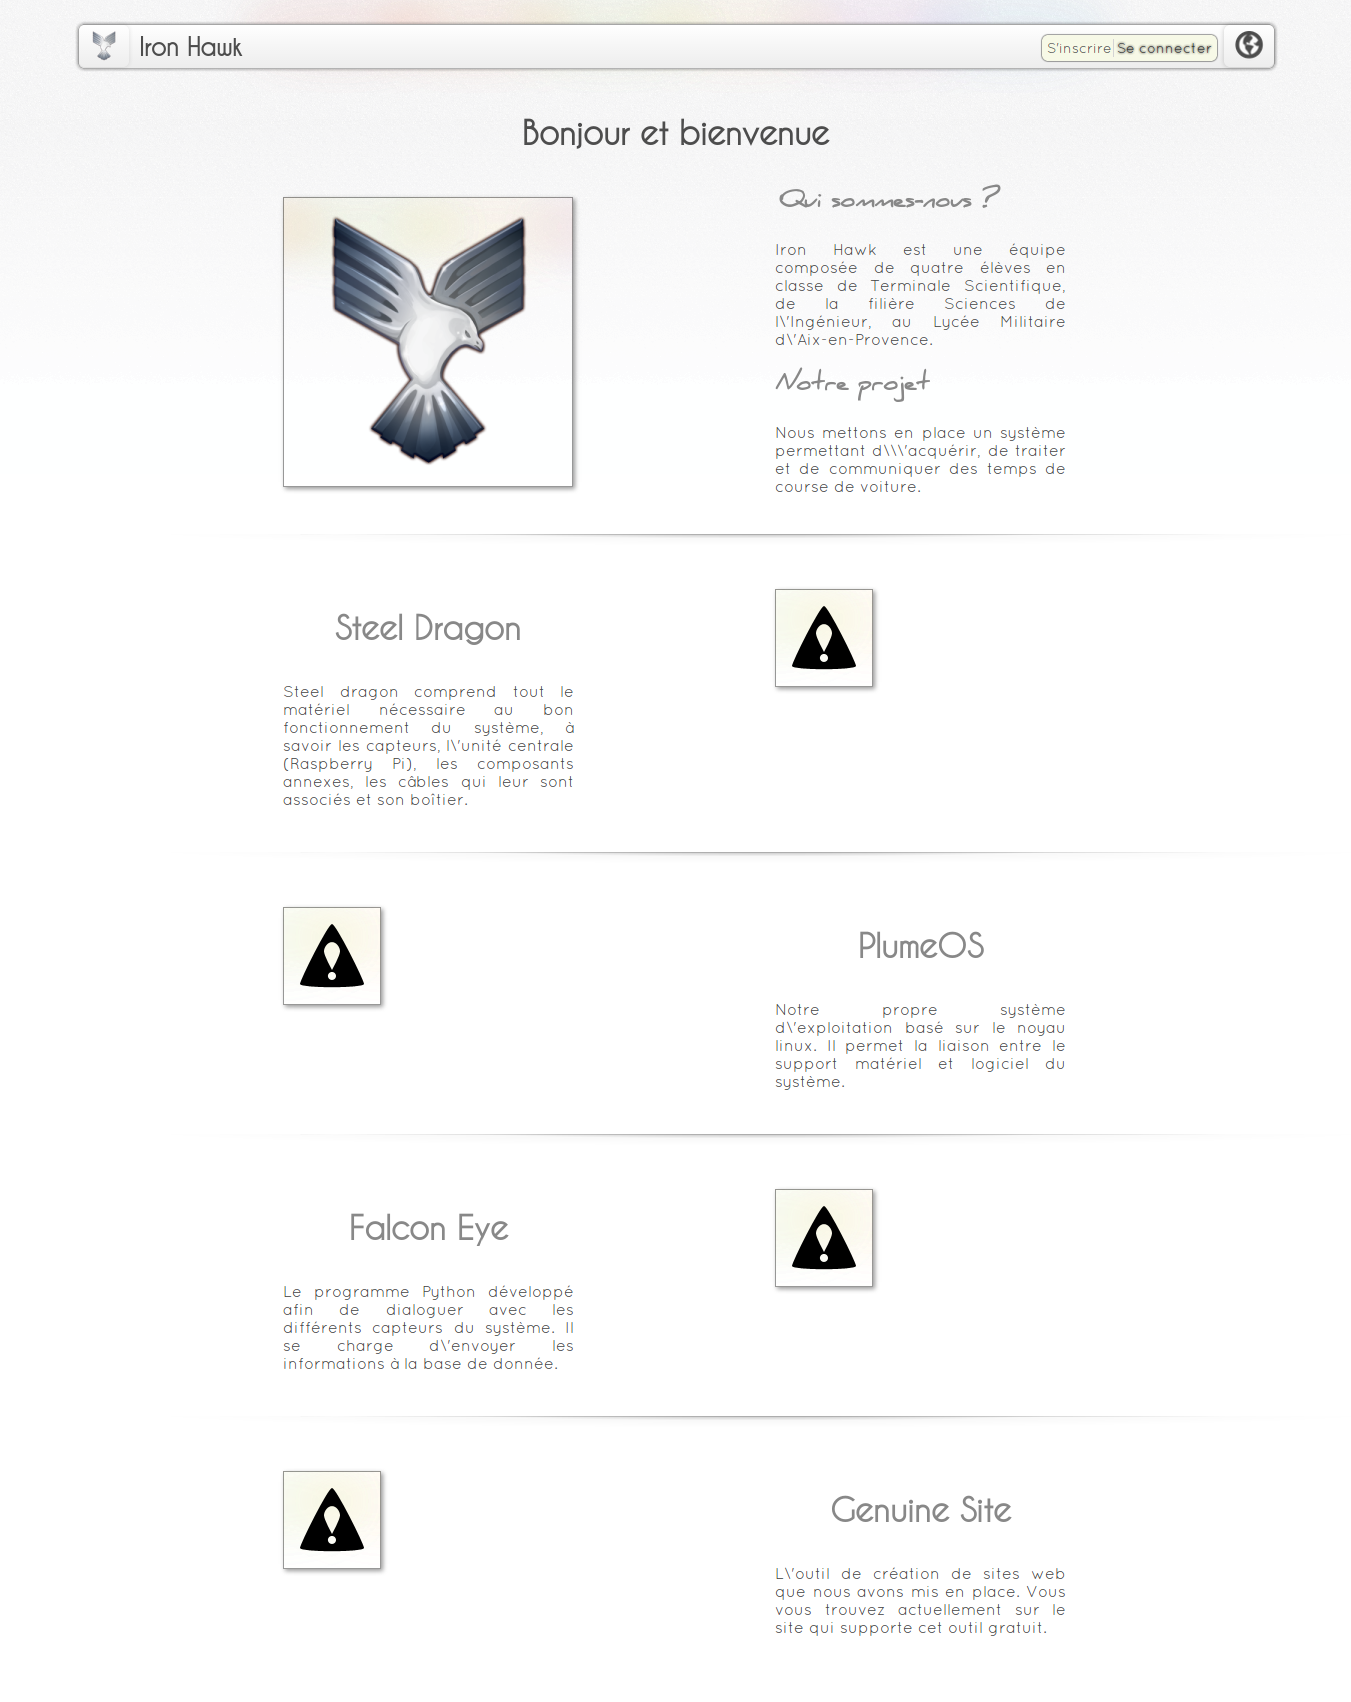 Iron Hawk
S'inscrire Se connecter
Bonjour et bienvenue
Qui sommes-nous ?
Iron Hawk est une équipe
composée de quatre élèves en
classe de Terminale Scientifique,
de la filière Sciences de
l\'Ingénieur, au Lycée Militaire
d\'Aix-en-Provence.
Notre projet
Nous mettons en place un système
permettant d\\\'acquérir, de traiter
et de communiquer des temps de
course de voiture.
Steel Dragon
Steel dragon comprend tout le
matériel nécessaire au bon
fonctionnement du système, à
savoir les capteurs, l\'unité centrale
(Raspberry Pi), les composants
annexes, les câbles qui leur sont
associés et son boîtier.
PlumeOS
Notre propre système
d\'exploitation basé sur le noyau
linux. Il permet la liaison entre le
support matériel et logiciel du
système.
Falcon Eye
Le programme Python développé
afin de dialoguer avec les
différents capteurs du système. Il
se charge d\'envoyer les
informations à la base de donnée.
Genuine Site
L\'outil de création de sites web
que nous avons mis en place. Vous
vous trouvez actuellement sur le
site qui supporte cet outil gratuit.